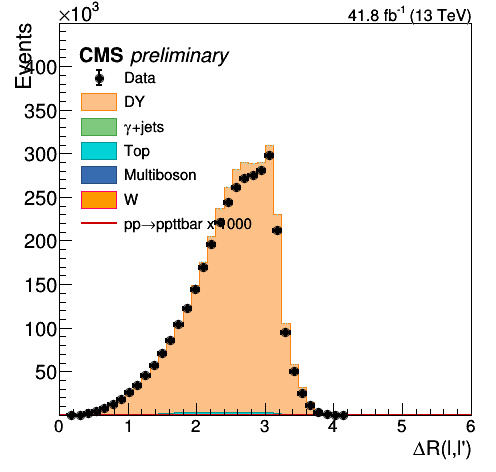 ×10³
41.8 fb⁻¹ (13 TeV)
Events
CMS preliminary
Data
DY
γ+jets
Top
Multiboson
W
pp→ppttbar x 1000
400
350
300
250
200
150
100
50
0 1 2 3 4 5 6
ΔR(l,l')